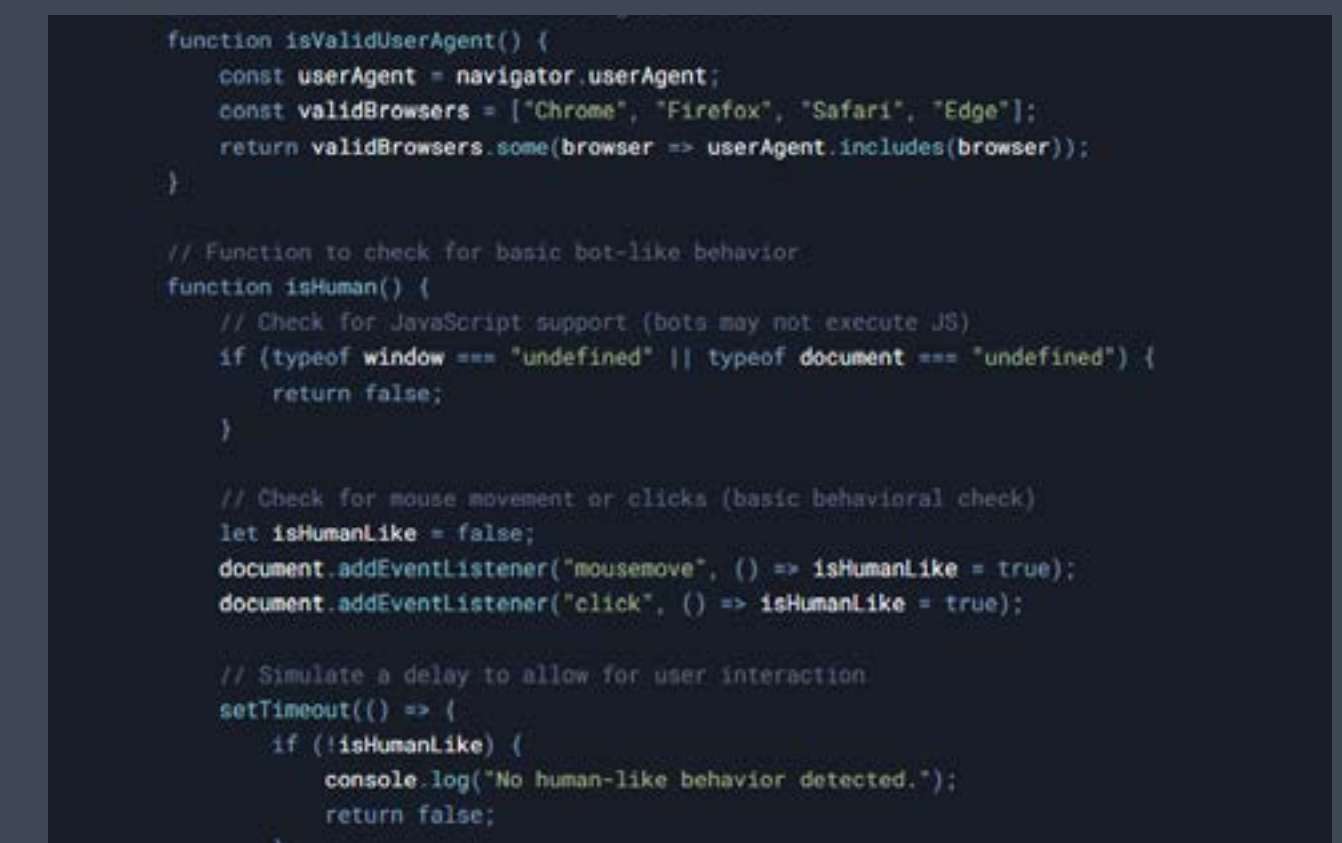 function isValidUserAgent() {
    const userAgent = navigator.userAgent;
    const validBrowsers = ["Chrome", "Firefox", "Safari", "Edge"];
    return validBrowsers.some(browser => userAgent.includes(browser));
}
// Function to check for basic bot-like behavior
function isHuman() {
    // Check for JavaScript support (bots may not execute JS)
    if (typeof window === "undefined" || typeof document === "undefined") {
        return false;
    }
    // Check for mouse movement or clicks (basic behavioral check)
    let isHumanLike = false;
    document.addEventListener("mousemove", () => isHumanLike = true);
    document.addEventListener("click", () => isHumanLike = true);
    // Simulate a delay to allow for user interaction
    setTimeout(() => {
        if (!isHumanLike) {
            console.log("No human-like behavior detected.");
            return false;
        }